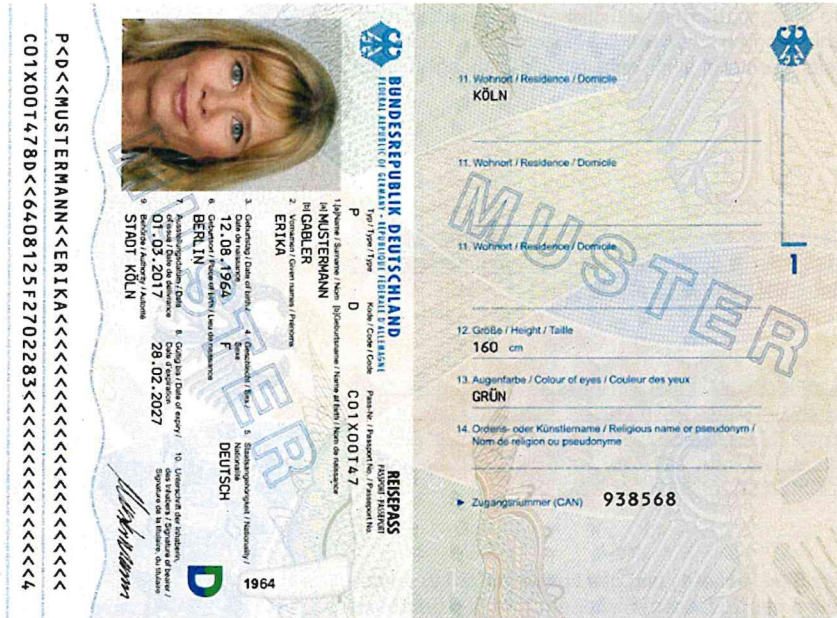 BUNDESREPUBLIK DEUTSCHLAND
FEDERAL REPUBLIC OF GERMANY · RÉPUBLIQUE FÉDÉRALE D'ALLEMAGNE
REISEPASS
PASSPORT · PASSEPORT
Typ / Type / Type Kode / Code / Code Pass-Nr. / Passport No. / Passeport No.
P D C01X00T47
1.[a]Name / Surname / Nom [b]Geburtsname / Name at birth / Nom de naissance
[a] MUSTERMANN
[b] GABLER
2. Vornamen / Given names / Prénoms
ERIKA
3. Geburtstag / Date of birth / Date de naissance 4. Geschlecht / Sex / Sexe 5. Staatsangehörigkeit / Nationality / Nationalité
12.08.1964 F DEUTSCH
6. Geburtsort / Place of birth / Lieu de naissance
BERLIN
7. Ausstellungsdatum / Date of issue / Date de délivrance 8. Gültig bis / Date of expiry / Date d'expiration
01.03.2017 28.02.2027
9. Behörde / Authority / Autorité
STADT KÖLN
10. Unterschrift der Inhaberin, des Inhabers / Signature of bearer / Signature de la titulaire, du titulaire
Mustermann
D
1964
MUSTER
P<D<<MUSTERMANN<<ERIKA<<<<<<<<<<<<<<<<<<<<<<
C01X00T478D<<6408125F2702283<<<<<<<<<<<<<<<4
1
11. Wohnort / Residence / Domicile
KÖLN
11. Wohnort / Residence / Domicile
11. Wohnort / Residence / Domicile
MUSTER
12. Größe / Height / Taille
160 cm
13. Augenfarbe / Colour of eyes / Couleur des yeux
GRÜN
14. Ordens- oder Künstlername / Religious name or pseudonym /
Nom de religion ou pseudonyme
► Zugangsnummer (CAN) 938568